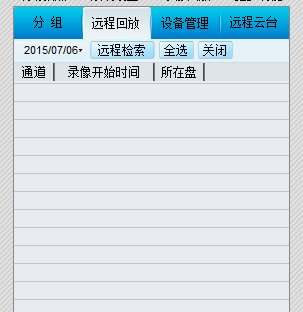 分 组 远程回放 设备管理 远程云台
2015/07/06 远程检索 全选 关闭
通道 录像开始时间 所在盘